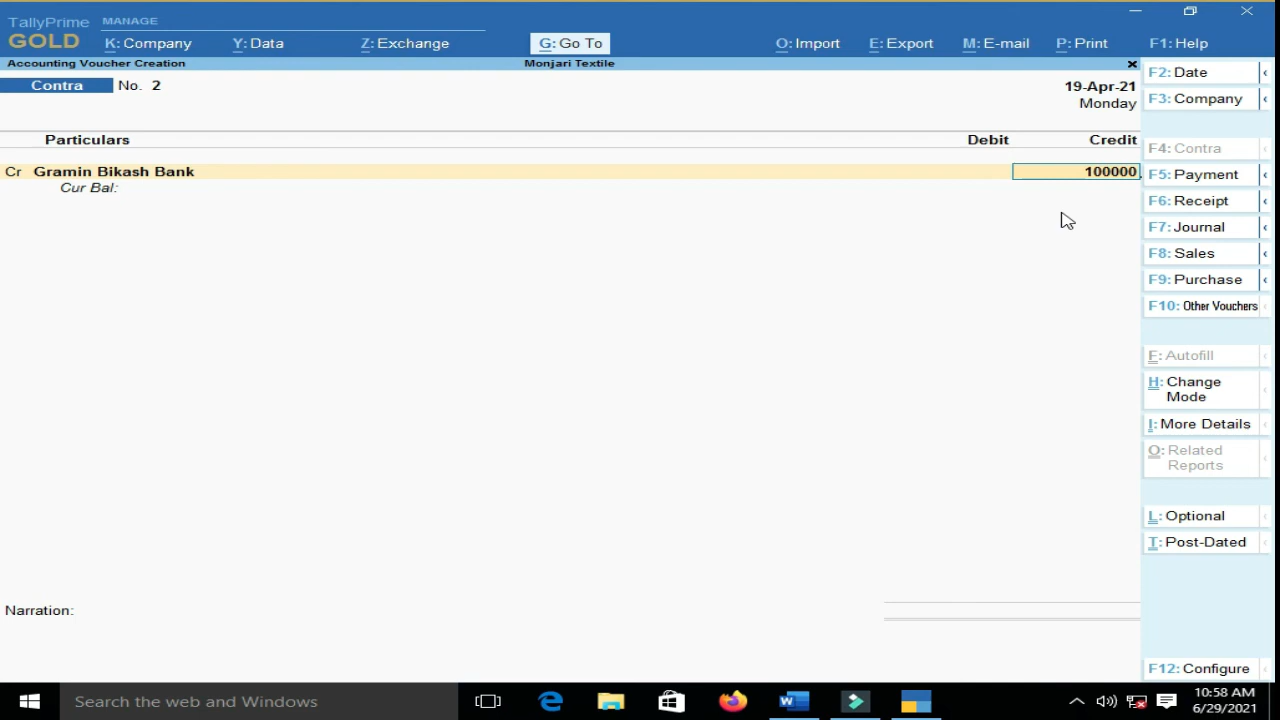 TallyPrime MANAGE
GOLD K: Company Y: Data Z: Exchange G: Go To O: Import E: Export M: E-mail P: Print F1: Help
Accounting Voucher Creation Monjari Textile
Contra No. 2 19-Apr-21
Monday
Particulars Debit Credit
Cr Gramin Bikash Bank 100000
Cur Bal:
Narration:
F2: Date
F3: Company
F4: Contra
F5: Payment
F6: Receipt
F7: Journal
F8: Sales
F9: Purchase
F10: Other Vouchers
F: Autofill
H: Change
Mode
I: More Details
O: Related
Reports
L: Optional
T: Post-Dated
F12: Configure
Search the web and Windows
10:58 AM
6/29/2021